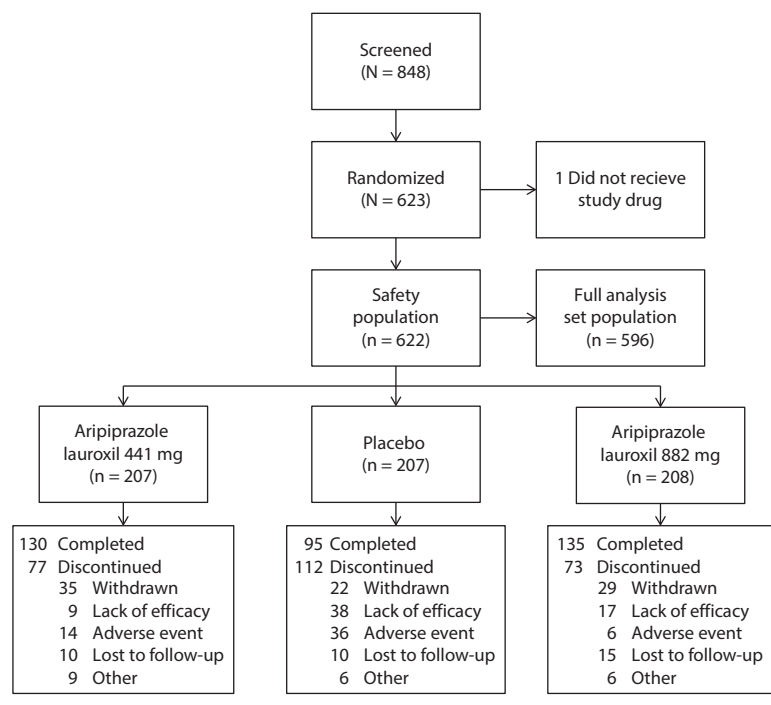 Screened
(N = 848)
Randomized
(N = 623)
1 Did not recieve
study drug
Safety
population
(n = 622)
Full analysis
set population
(n = 596)
Aripiprazole
lauroxil 441 mg
(n = 207)
Placebo
(n = 207)
Aripiprazole
lauroxil 882 mg
(n = 208)
130 Completed
77 Discontinued
35 Withdrawn
9 Lack of efficacy
14 Adverse event
10 Lost to follow-up
9 Other
95 Completed
112 Discontinued
22 Withdrawn
38 Lack of efficacy
36 Adverse event
10 Lost to follow-up
6 Other
135 Completed
73 Discontinued
29 Withdrawn
17 Lack of efficacy
6 Adverse event
15 Lost to follow-up
6 Other